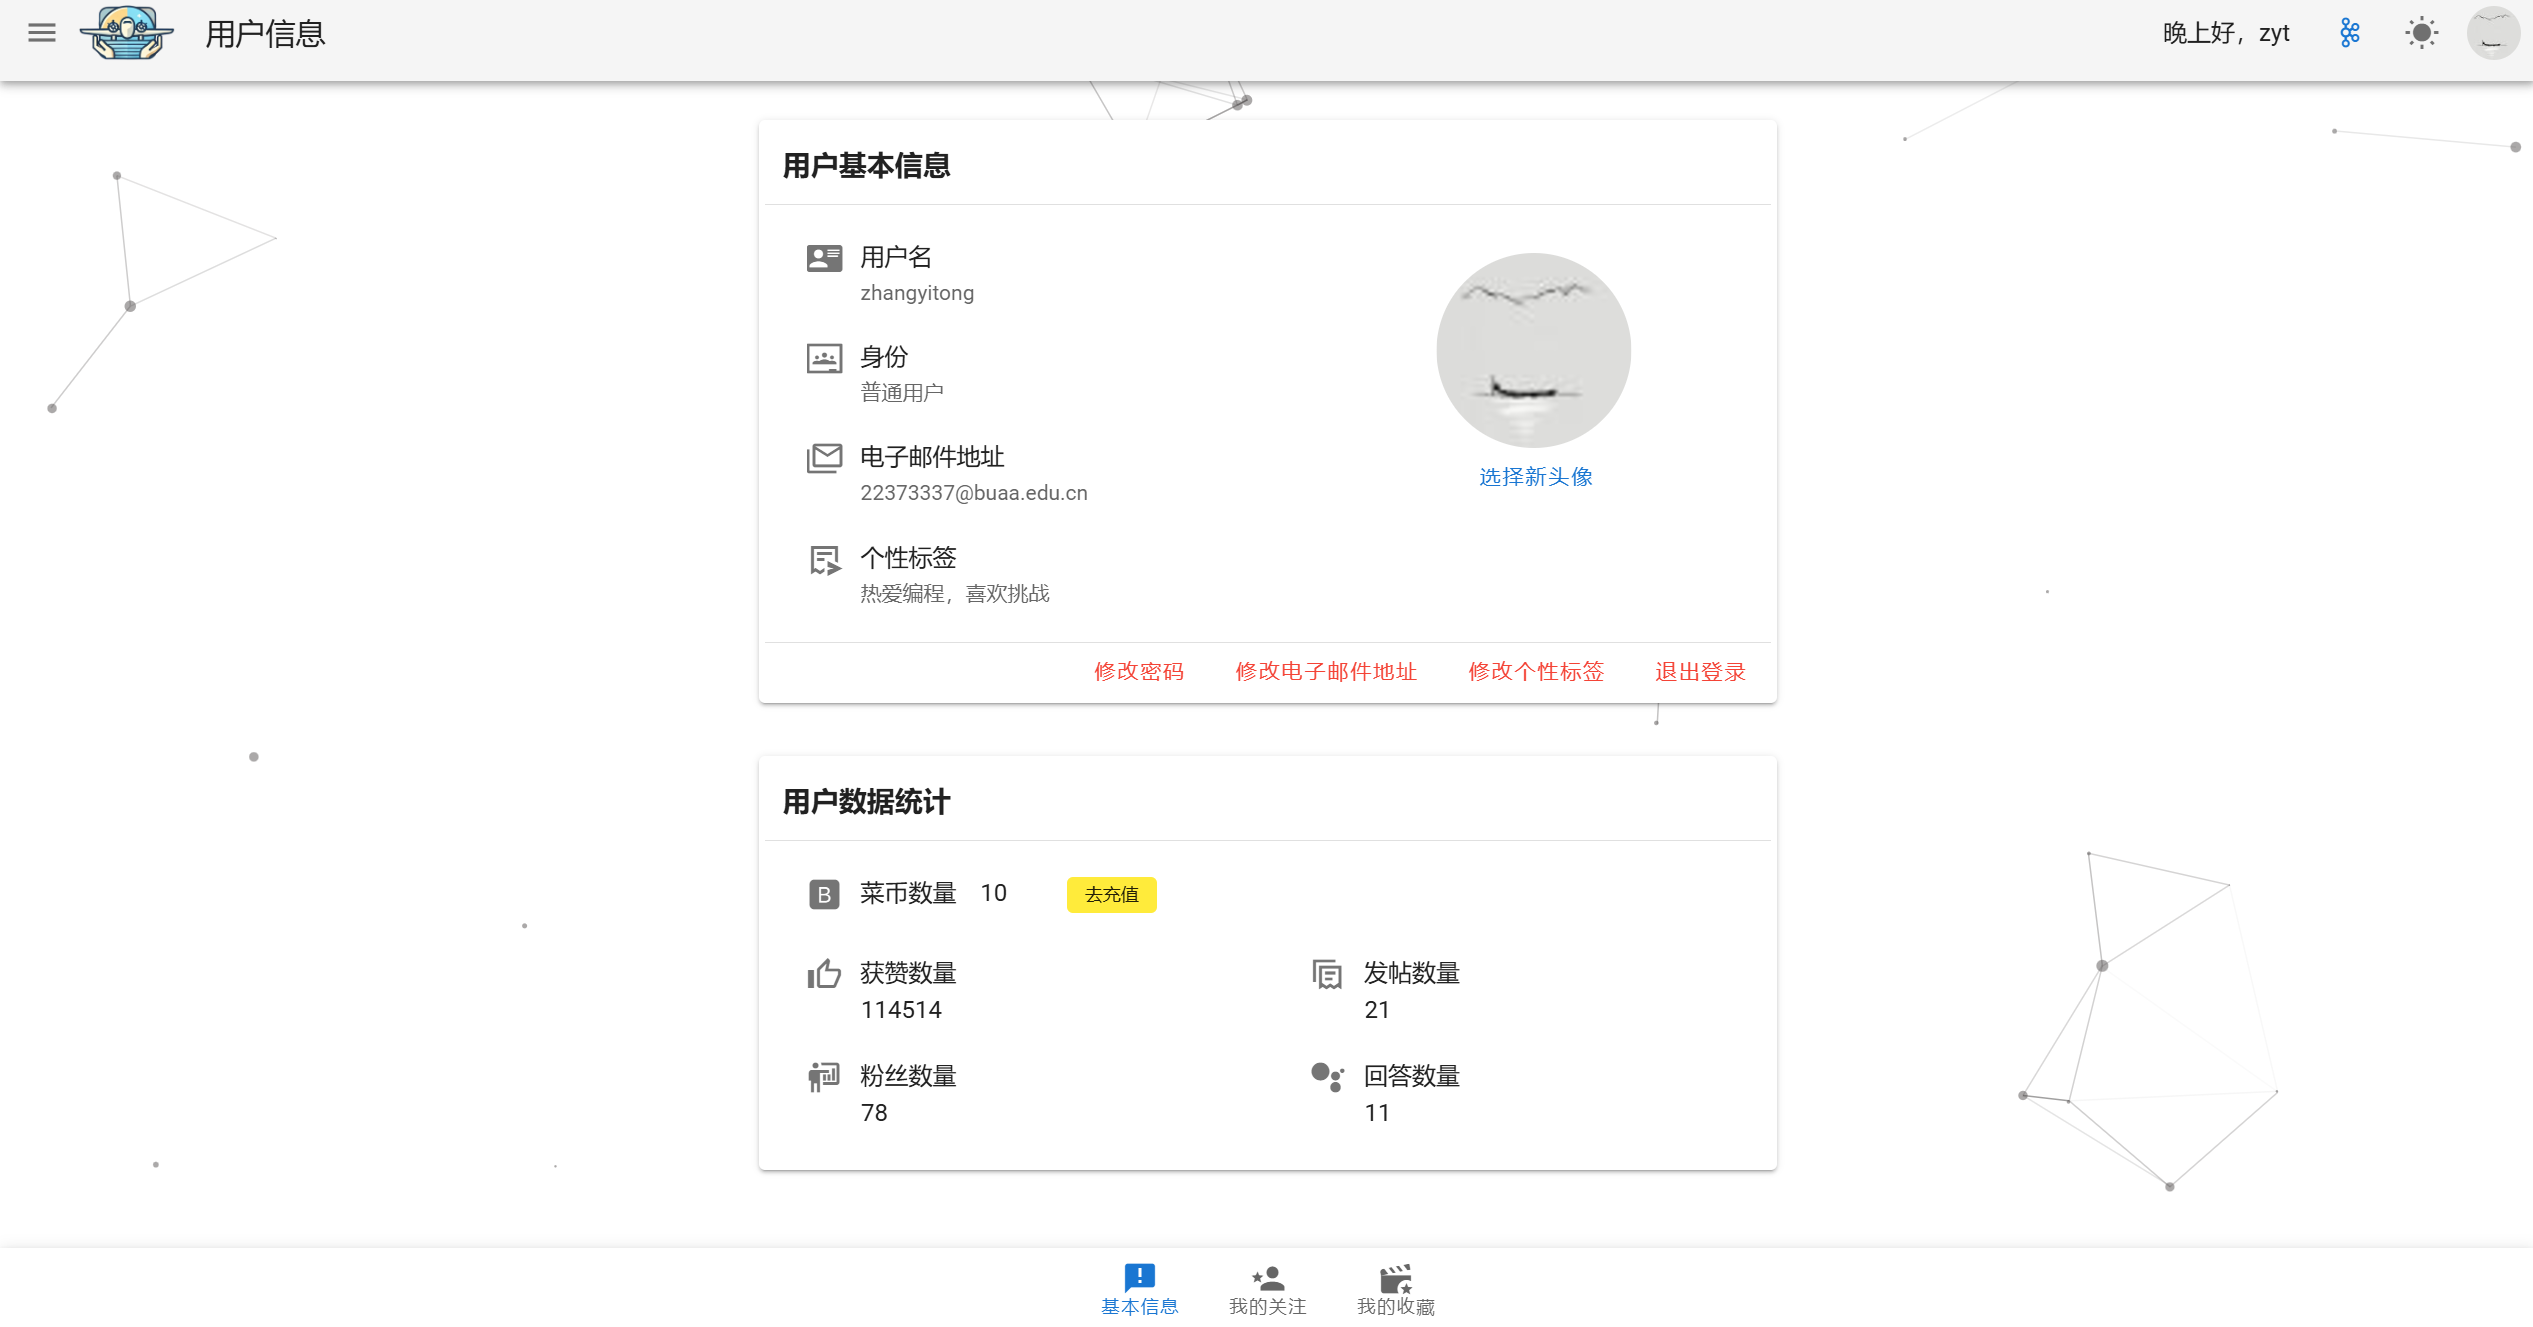 用户信息
晚上好，zyt
用户基本信息
用户名
zhangyitong
身份
普通用户
电子邮件地址
22373337@buaa.edu.cn
个性标签
热爱编程，喜欢挑战
选择新头像
修改密码 修改电子邮件地址 修改个性标签 退出登录
用户数据统计
B 菜币数量 10 去充值
获赞数量 发帖数量
114514 21
粉丝数量 回答数量
78 11
基本信息 我的关注 我的收藏